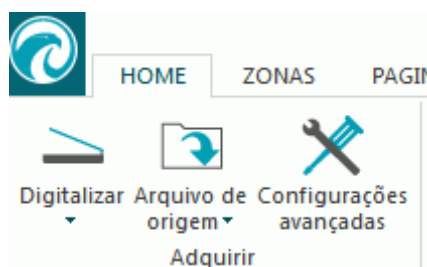 HOME ZONAS
Digitalizar Arquivo de Configurações
origem avançadas
Adquirir